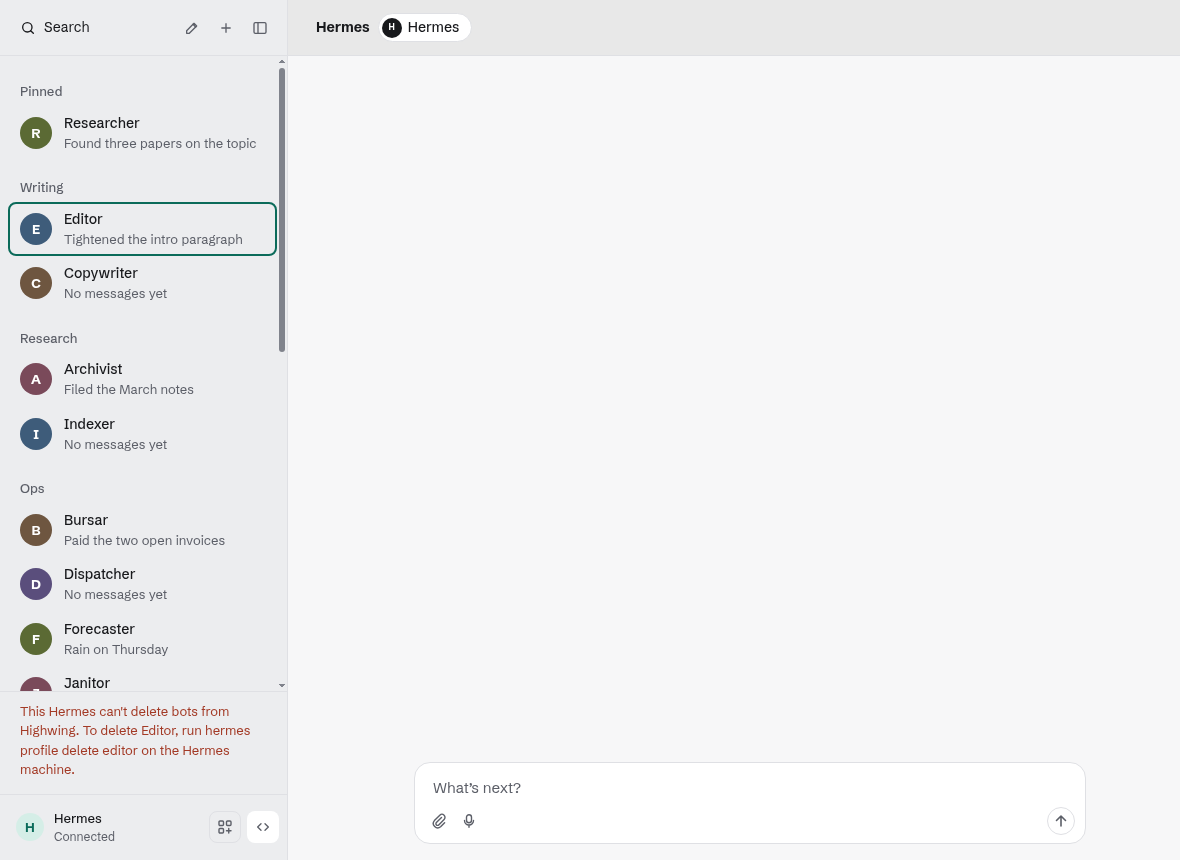 Search
Hermes
H Hermes
Pinned
R
Researcher
Found three papers on the topic
Writing
E
Editor
Tightened the intro paragraph
C
Copywriter
No messages yet
Research
A
Archivist
Filed the March notes
I
Indexer
No messages yet
Ops
B
Bursar
Paid the two open invoices
D
Dispatcher
No messages yet
F
Forecaster
Rain on Thursday
Janitor
This Hermes can't delete bots from
Highwing. To delete Editor, run hermes
profile delete editor on the Hermes
machine.
H
Hermes
Connected
What's next?